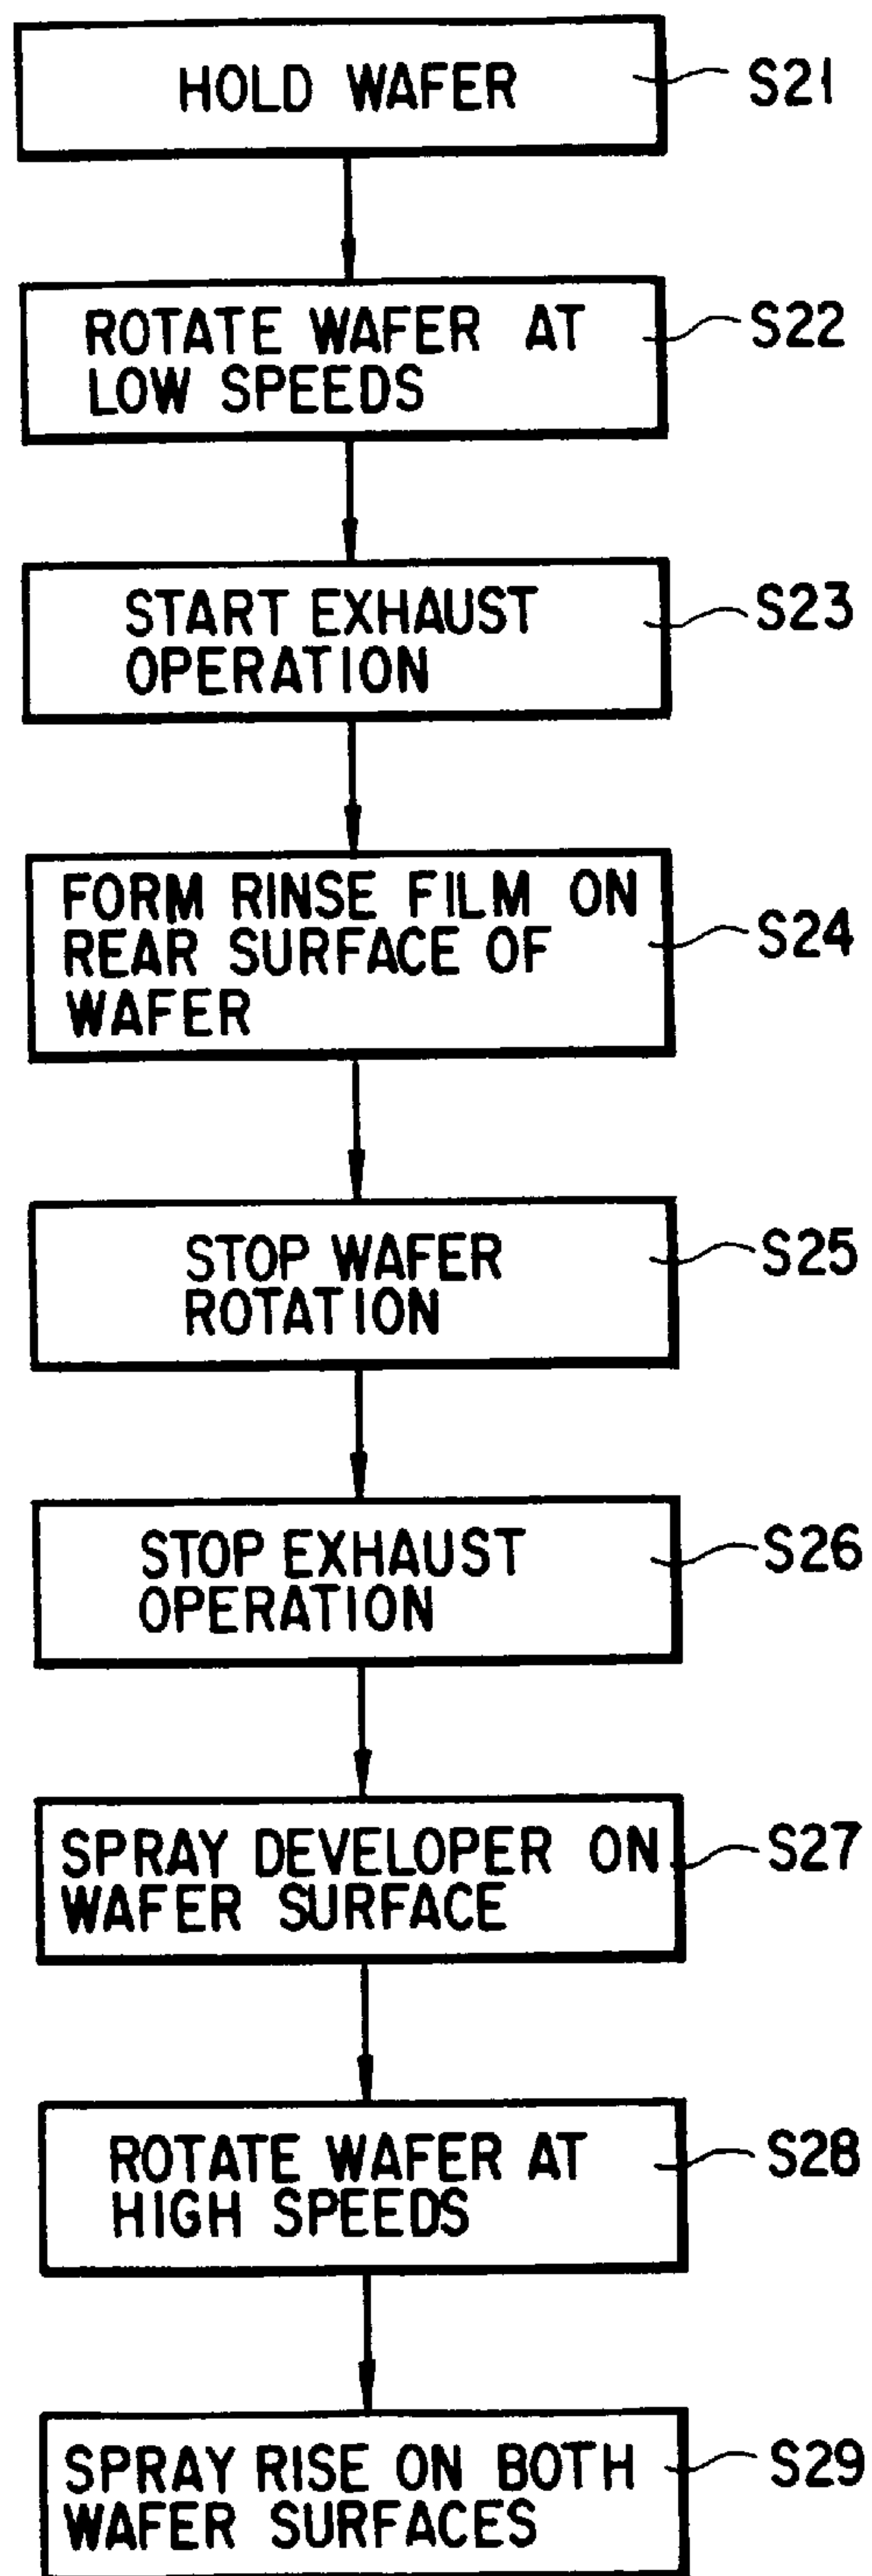 HOLD WAFER
S21
ROTATE WAFER AT
LOW SPEEDS
S22
START EXHAUST
OPERATION
S23
FORM RINSE FILM ON
REAR SURFACE OF
WAFER
S24
STOP WAFER
ROTATION
S25
STOP EXHAUST
OPERATION
S26
SPRAY DEVELOPER ON
WAFER SURFACE
S27
ROTATE WAFER AT
HIGH SPEEDS
S28
SPRAY RISE ON BOTH
WAFER SURFACES
S29